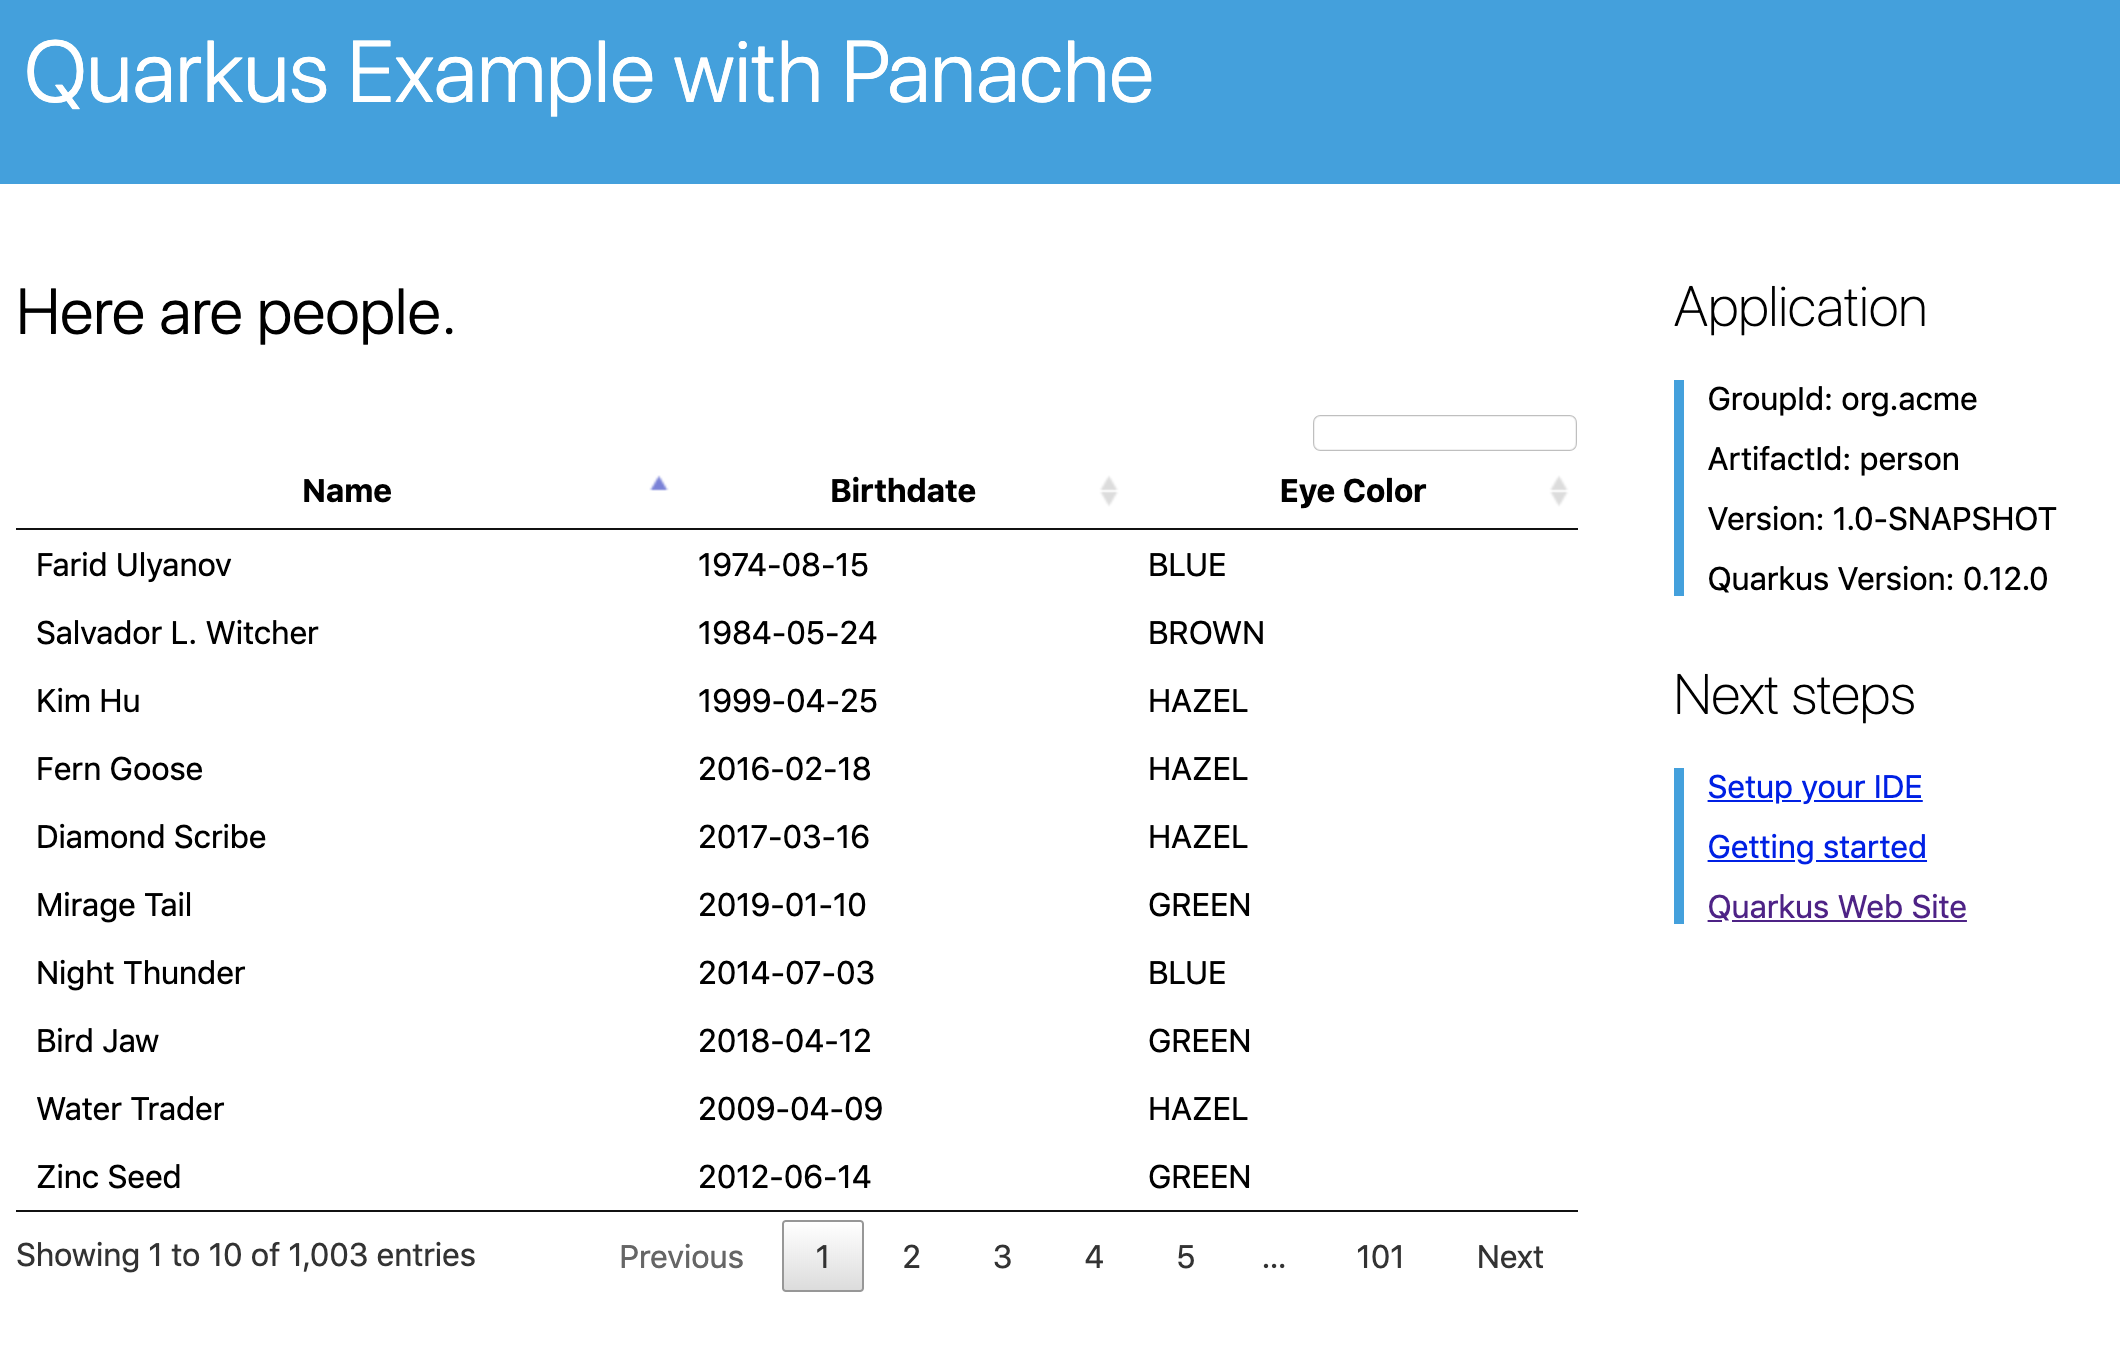 Quarkus Example with Panache
Here are people.
Name Birthdate Eye Color
Farid Ulyanov 1974-08-15 BLUE
Salvador L. Witcher 1984-05-24 BROWN
Kim Hu 1999-04-25 HAZEL
Fern Goose 2016-02-18 HAZEL
Diamond Scribe 2017-03-16 HAZEL
Mirage Tail 2019-01-10 GREEN
Night Thunder 2014-07-03 BLUE
Bird Jaw 2018-04-12 GREEN
Water Trader 2009-04-09 HAZEL
Zinc Seed 2012-06-14 GREEN
Showing 1 to 10 of 1,003 entries Previous 1 2 3 4 5 ... 101 Next
Application
GroupId: org.acme
ArtifactId: person
Version: 1.0-SNAPSHOT
Quarkus Version: 0.12.0
Next steps
Setup your IDE
Getting started
Quarkus Web Site